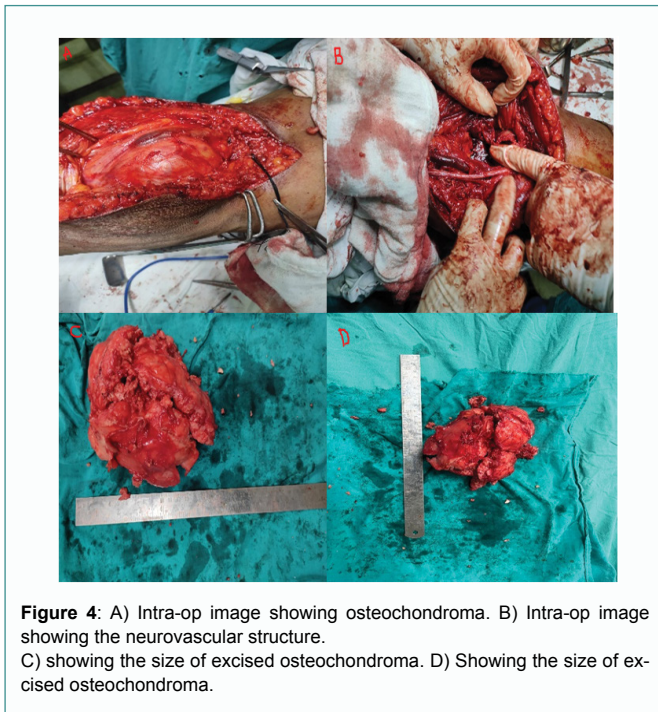 A
B
C
D
Figure 4: A) Intra-op image showing osteochondroma. B) Intra-op image
showing the neurovascular structure.
C) showing the size of excised osteochondroma. D) Showing the size of ex-
cised osteochondroma.